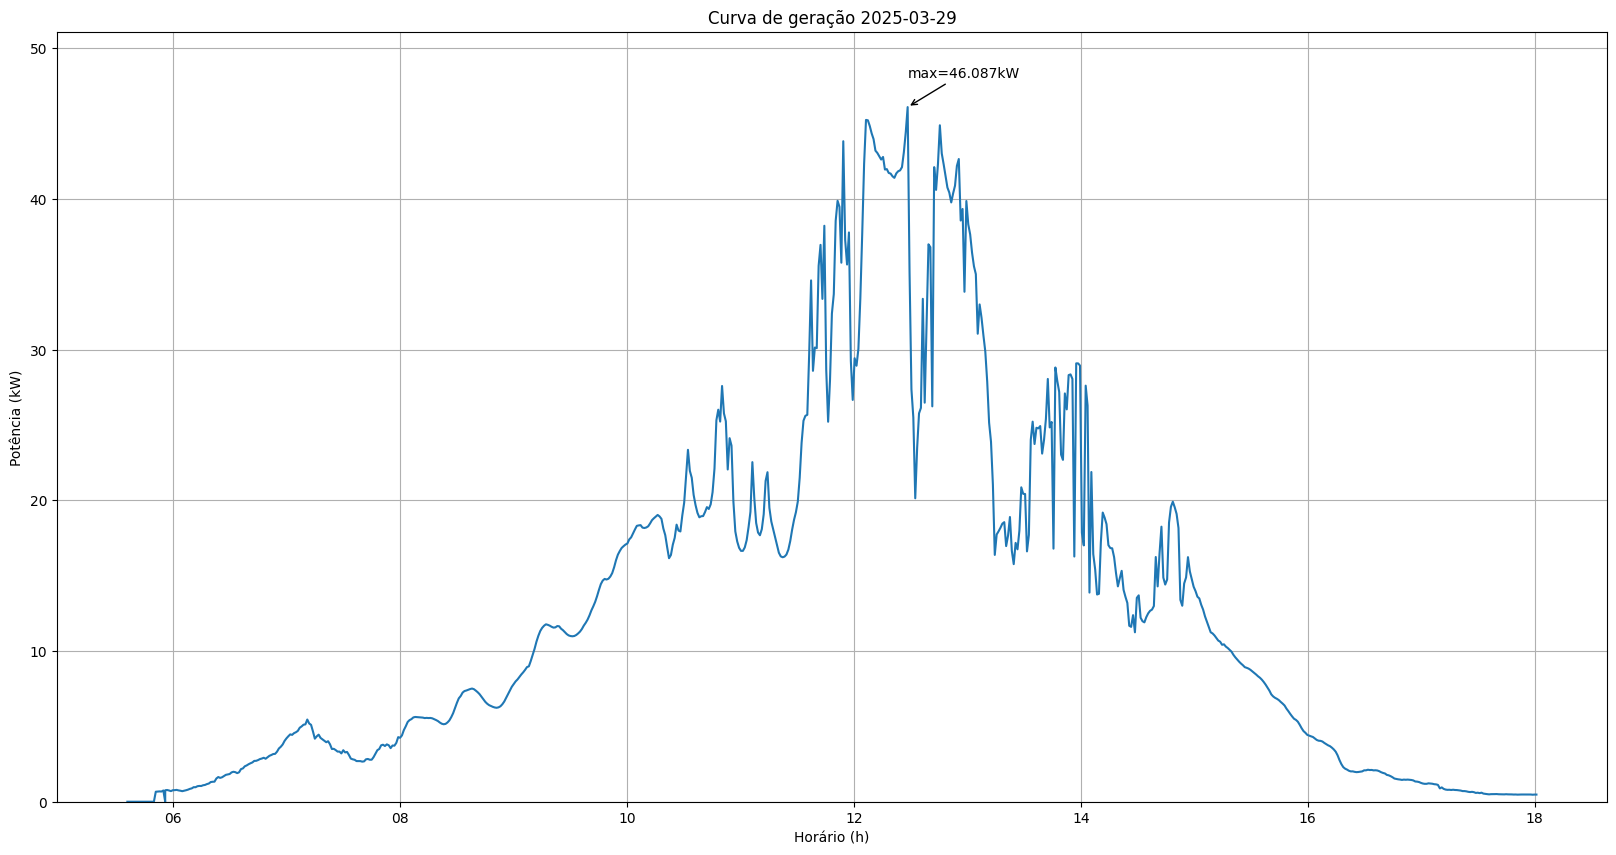 Curva de geração 2025-03-29
max=46.087kW
Potência (kW)
50
40
30
20
10
0
06 08 10 12 14 16 18
Horário (h)